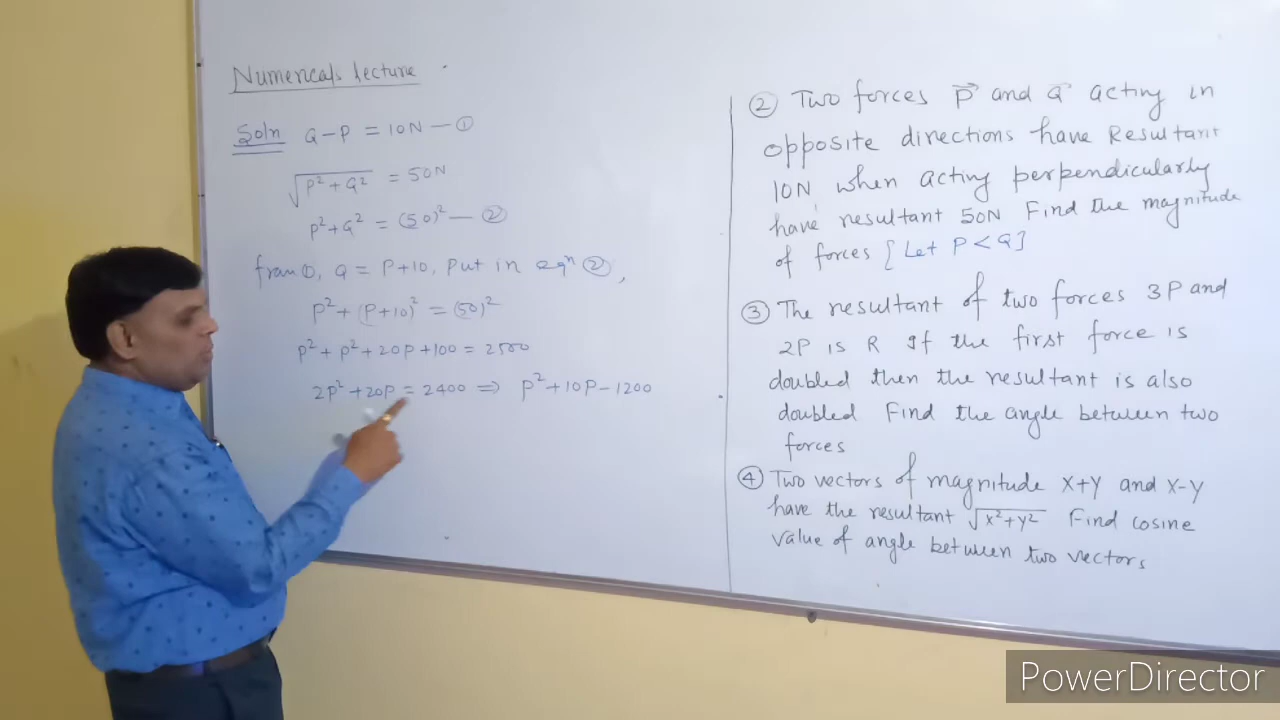 Numericals lecture
Soln Q-P = 10N — ①
√P²+Q² = 50N
P²+Q² = (50)² — ②
from①, Q = P+10, Put in eqⁿ ②,
P² + (P+10)² = (50)²
P² + P² + 20P + 100 = 2500
2P² + 20P = 2400 ⇒ P² + 10P - 1200
② Two forces P⃗ and Q⃗ acting in
opposite directions have Resultant
10N when acting perpendicularly
have resultant 50N Find the magnitude
of forces [Let P < Q]
③ The resultant of two forces 3P and
2P is R If the first force is
doubled then the resultant is also
doubled Find the angle between two
forces
④ Two vectors of magnitude x+y and x-y
have the resultant √x²+y² Find cosine
value of angle between two vectors
PowerDirector